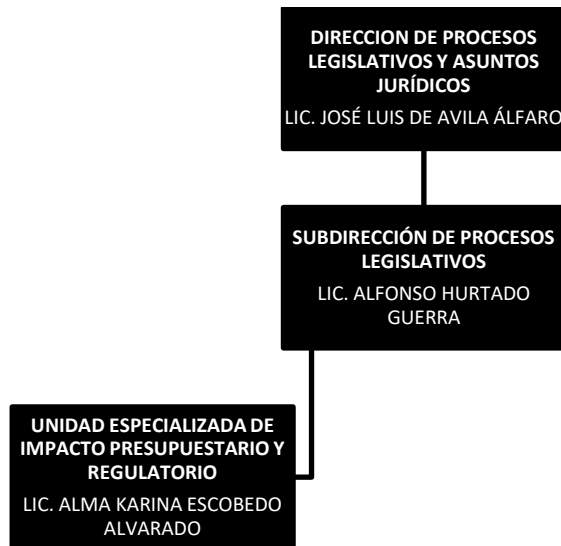 DIRECCION DE PROCESOS
LEGISLATIVOS Y ASUNTOS
JURÍDICOS
LIC. JOSÉ LUIS DE AVILA ÁLFARO
SUBDIRECCIÓN DE PROCESOS
LEGISLATIVOS
LIC. ALFONSO HURTADO
GUERRA
UNIDAD ESPECIALIZADA DE
IMPACTO PRESUPUESTARIO Y
REGULATORIO
LIC. ALMA KARINA ESCOBEDO
ALVARADO